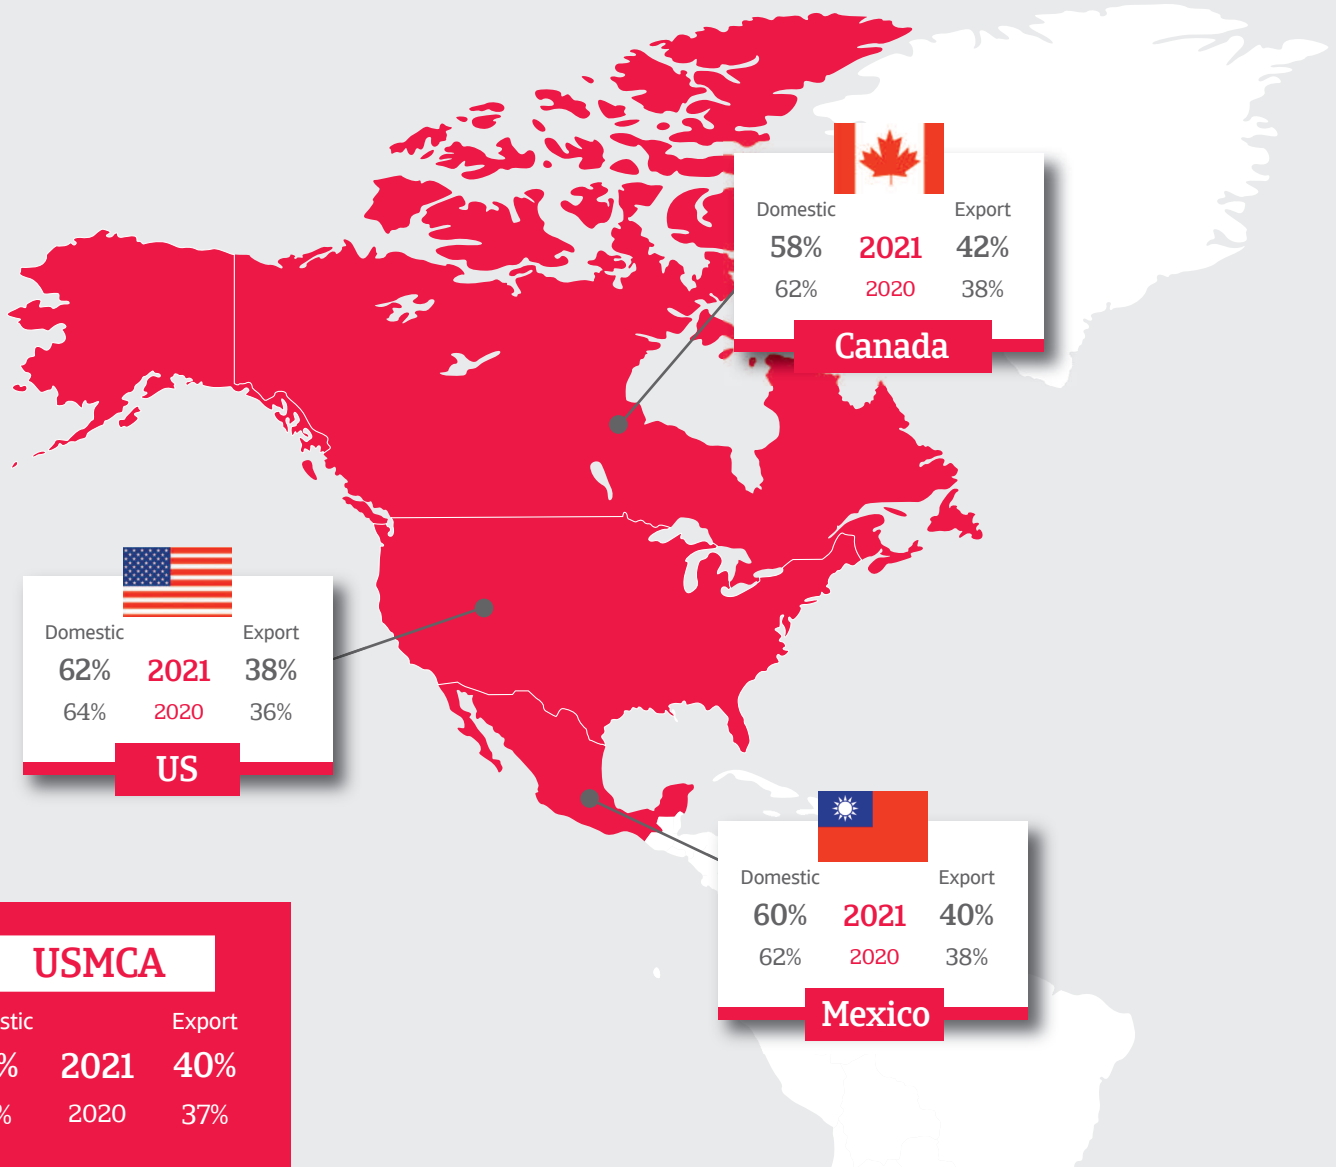 Domestic Export
58% 2021 42%
62% 2020 38%
Canada
Domestic Export
62% 2021 38%
64% 2020 36%
US
Domestic Export
60% 2021 40%
62% 2020 38%
Mexico
USMCA
stic Export
% 2021 40%
% 2020 37%